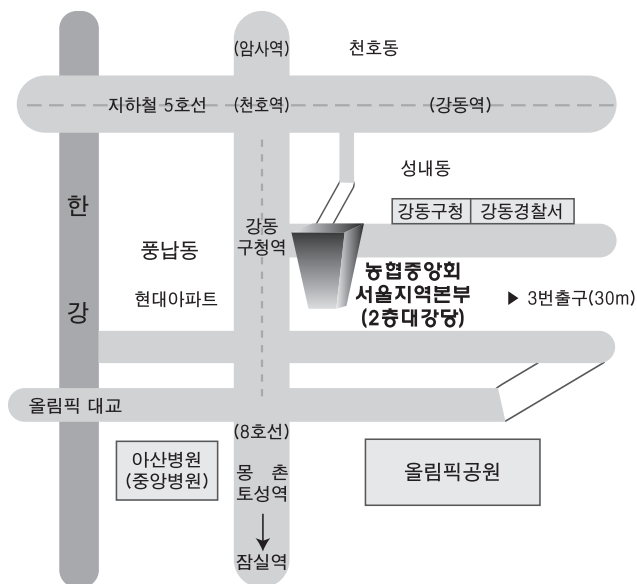 (암사역)
천호동
지하철 5호선
(천호역)
(강동역)
성내동
한
강
강동구청
강동경찰서
강동
구청역
풍납동
현대아파트
농협중앙회
서울지역본부
(2층대강당)
▶ 3번출구(30m)
올림픽 대교
(8호선)
아산병원
(중앙병원)
몽 촌
토성역
올림픽공원
잠실역